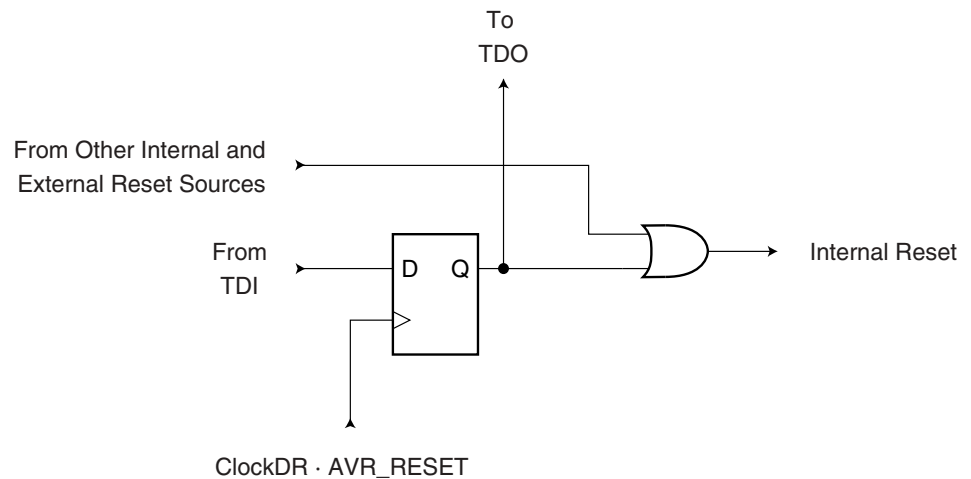 To
TDO
From Other Internal and
External Reset Sources
From
TDI
D
Q
Internal Reset
ClockDR · AVR_RESET